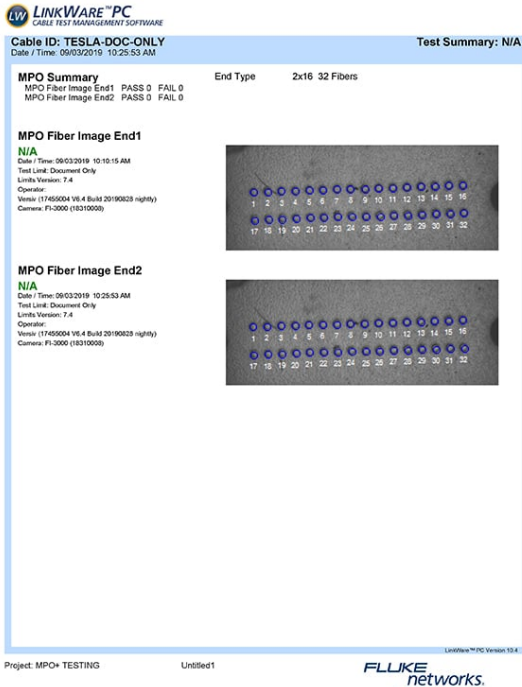 LW LINKWARE™PC
CABLE TEST MANAGEMENT SOFTWARE
Cable ID: TESLA-DOC-ONLY Test Summary: N/A
Date / Time: 09/03/2019 10:25:53 AM
MPO Summary End Type 2x16 32 Fibers
MPO Fiber Image End1 PASS 0 FAIL 0
MPO Fiber Image End2 PASS 0 FAIL 0
MPO Fiber Image End1
N/A
Date / Time: 09/03/2019 10:10:15 AM
Test Limit: Document Only
Limits Version: 7.4
Operator:
Versiv (17455004 V6.4 Build 20190828 nightly)
Camera: FI-3000 (18310008)
1 2 3 4 5 6 7 8 9 10 11 12 13 14 15 16
17 18 19 20 21 22 23 24 25 26 27 28 29 30 31 32
MPO Fiber Image End2
N/A
Date / Time: 09/03/2019 10:25:53 AM
Test Limit: Document Only
Limits Version: 7.4
Operator:
Versiv (17455004 V6.4 Build 20190828 nightly)
Camera: FI-3000 (18310008)
1 2 3 4 5 6 7 8 9 10 11 12 13 14 15 16
17 18 19 20 21 22 23 24 25 26 27 28 29 30 31 32
LinkWare™ PC Version 10.4
Project: MPO+ TESTING Untitled1
FLUKE
networks.